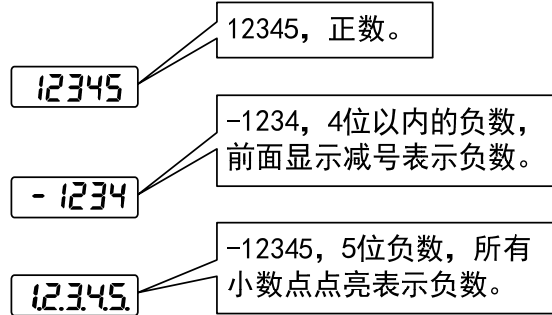 12345，正数。
12345
-1234，4位以内的负数，
前面显示减号表示负数。
- 1234
-12345，5位负数，所有
小数点点亮表示负数。
1.2.3.4.5.